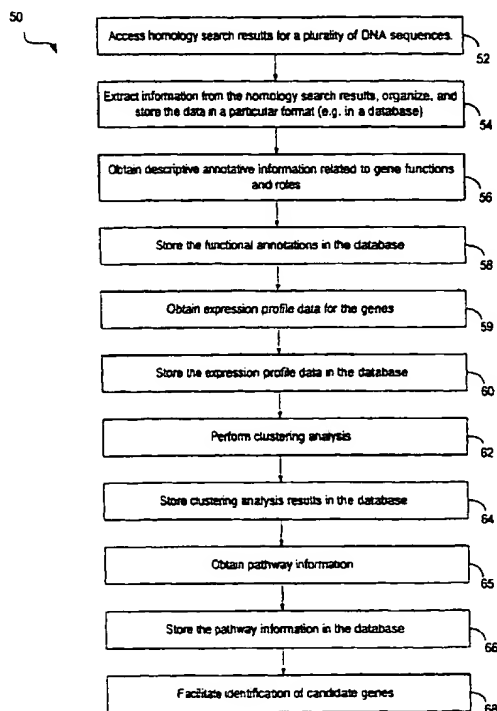 50
Access homology search results for a plurality of DNA sequences.
52
Extract information from the homology search results, organize, and
store the data in a particular format (e.g. in a database)
54
Obtain descriptive annotative information related to gene functions
and roles
56
Store the functional annotations in the database
58
Obtain expression profile data for the genes
59
Store the expression profile data in the database
60
Perform clustering analysis
62
Store clustering analysis results in the database
64
Obtain pathway information
65
Store the pathway information in the database
66
Facilitate identification of candidate genes
68